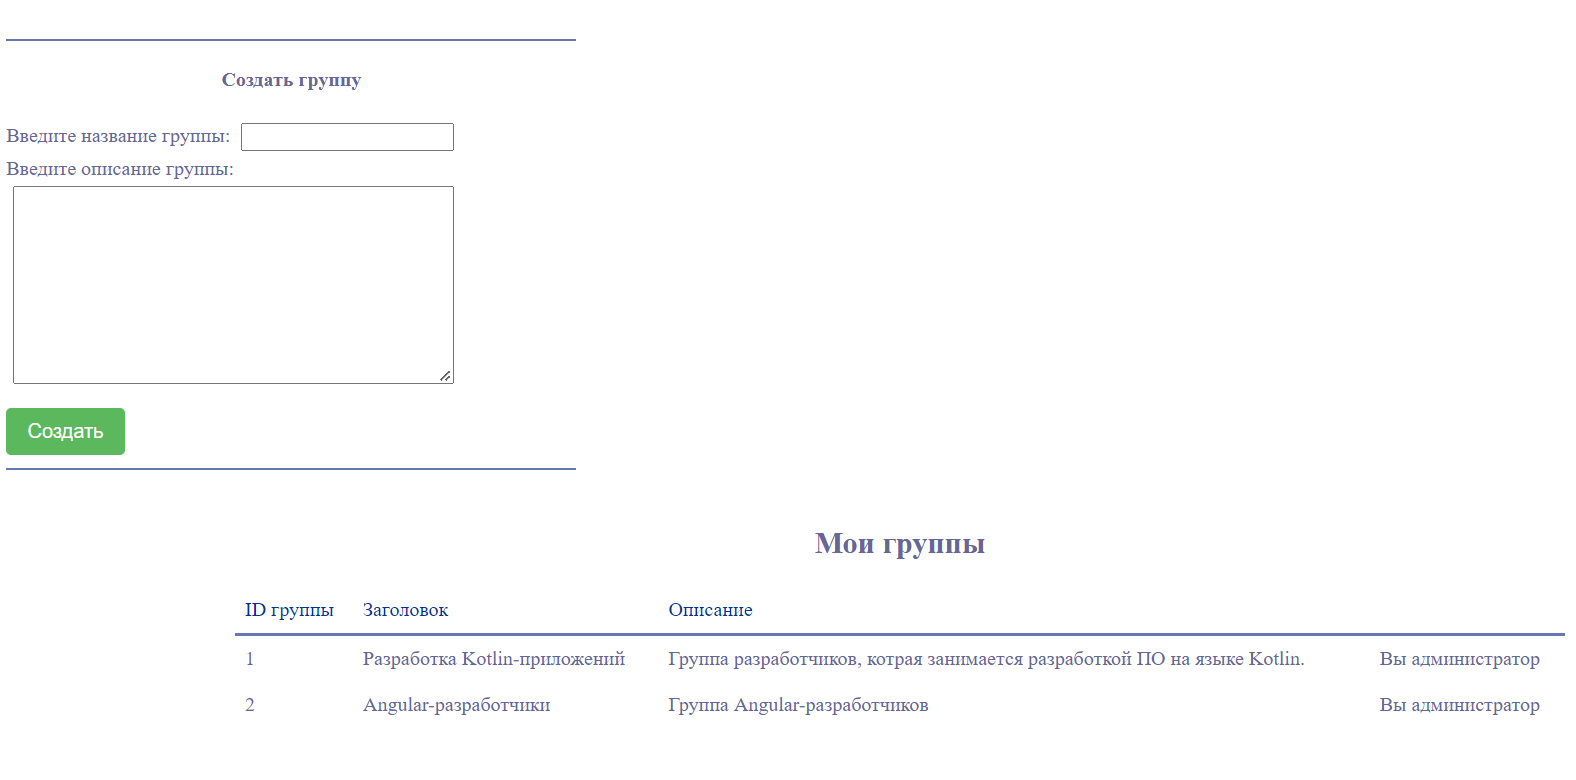 Создать группу
Введите название группы:
Введите описание группы:
Создать
Мои группы
ID группы Заголовок Описание
1 Разработка Kotlin-приложений Группа разработчиков, котрая занимается разработкой ПО на языке Kotlin. Вы администратор
2 Angular-разработчики Группа Angular-разработчиков Вы администратор